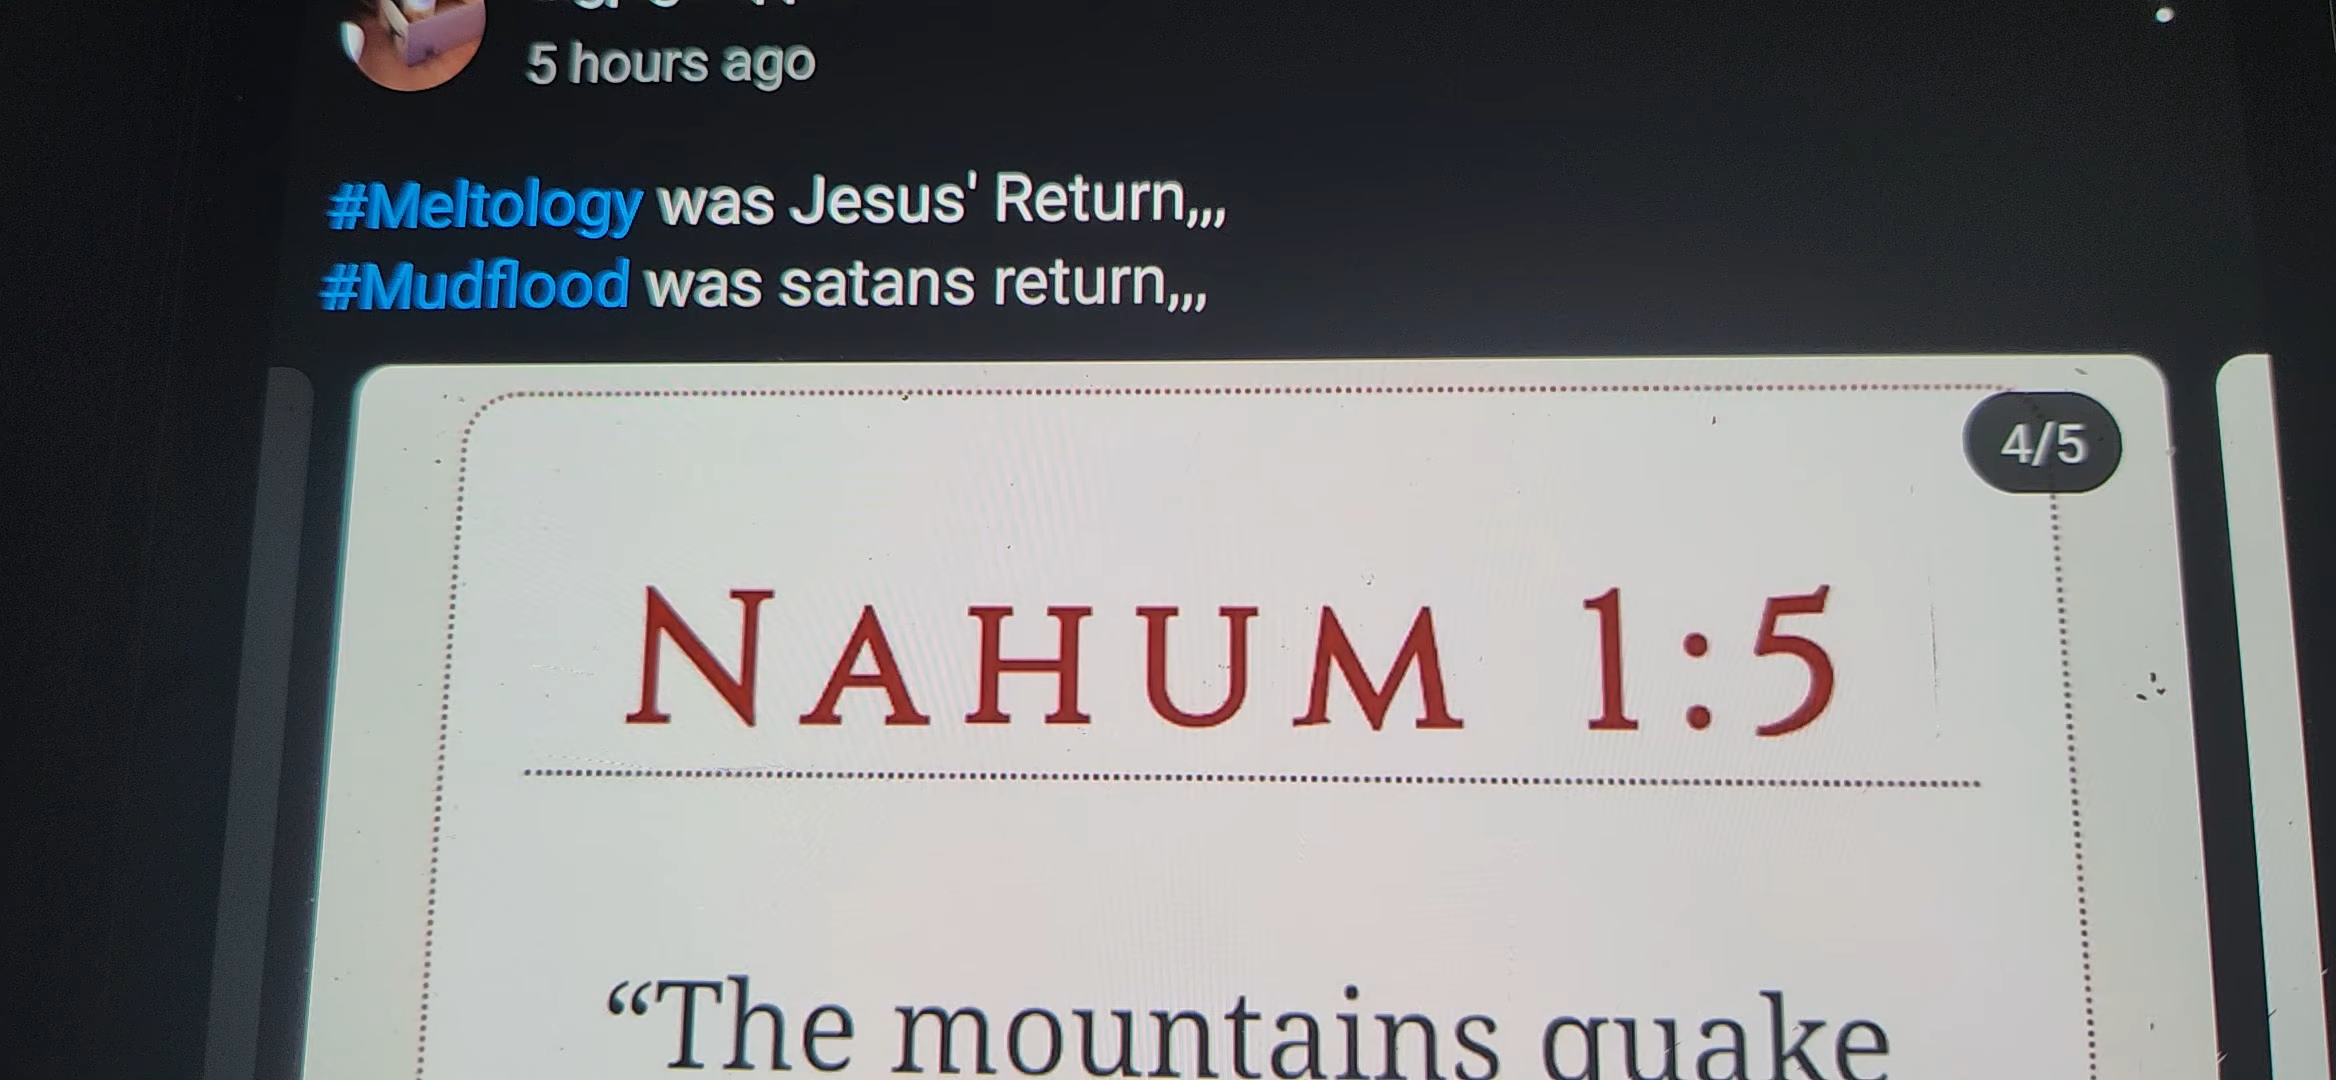 5 hours ago
#Meltology was Jesus' Return,,,
#Mudflood was satans return,,,
4/5
NAHUM 1:5
“The mountains quake